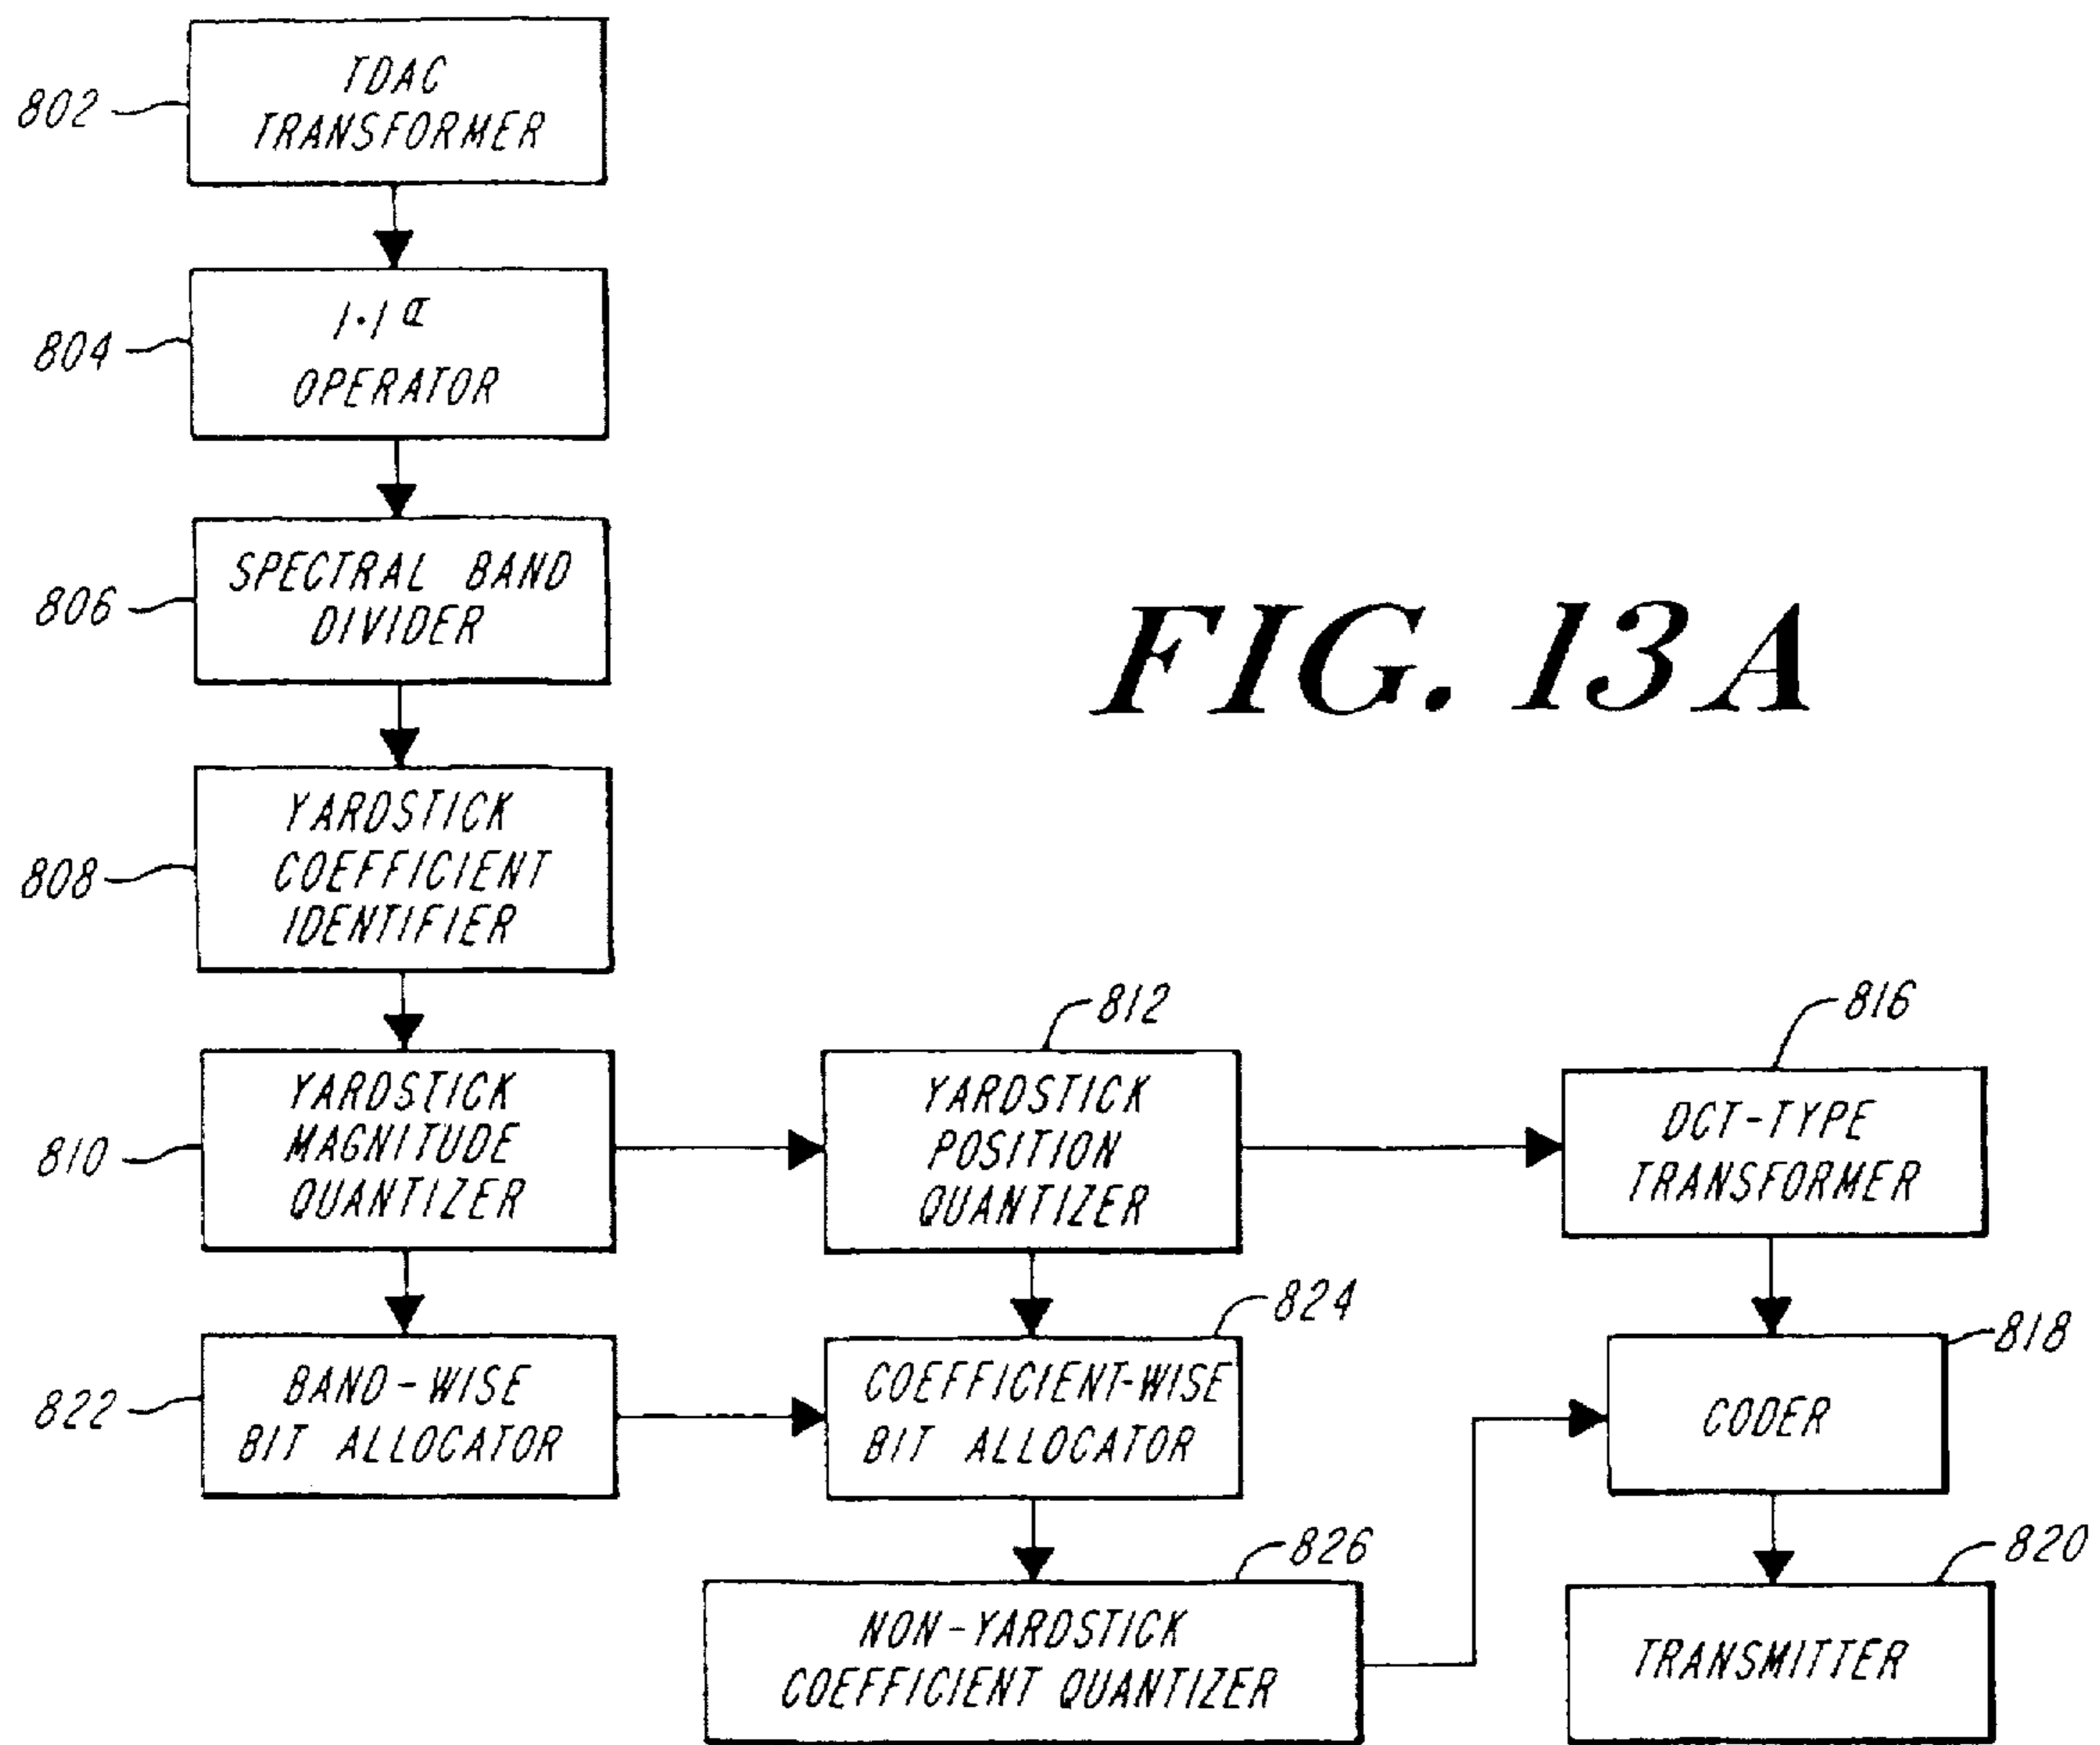 TDAC
TRANSFORMER
802
|·|α
OPERATOR
804
SPECTRAL BAND
DIVIDER
806
FIG. 13A
YARDSTICK
COEFFICIENT
IDENTIFIER
808
812
816
YARDSTICK
MAGNITUDE
QUANTIZER
810
YARDSTICK
POSITION
QUANTIZER
DCT-TYPE
TRANSFORMER
824
818
BAND-WISE
BIT ALLOCATOR
822
COEFFICIENT-WISE
BIT ALLOCATOR
CODER
826
820
NON-YARDSTICK
COEFFICIENT QUANTIZER
TRANSMITTER